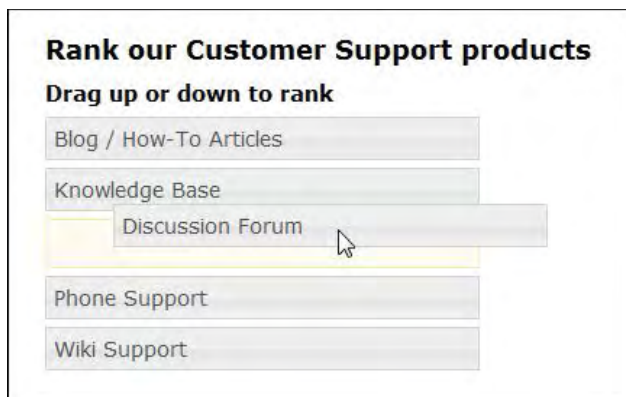 Rank our Customer Support products
Drag up or down to rank
Blog / How-To Articles
Knowledge Base
Discussion Forum
Phone Support
Wiki Support